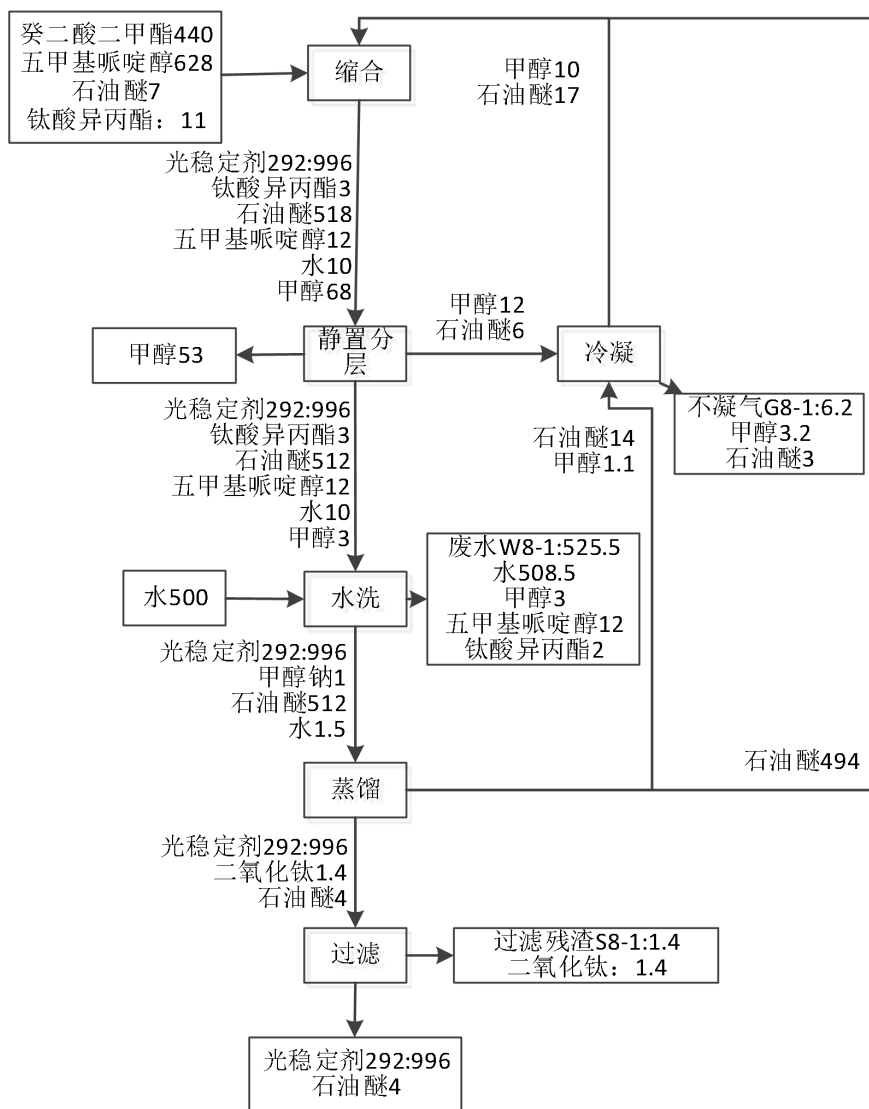 癸二酸二甲酯440
五甲基哌啶醇628
石油醚7
钛酸异丙酯：11
缩合
甲醇10
石油醚17
光稳定剂292:996
钛酸异丙酯3
石油醚518
五甲基哌啶醇12
水10
甲醇68
甲醇53
静置分
层
甲醇12
石油醚6
冷凝
不凝气G8-1:6.2
甲醇3.2
石油醚3
光稳定剂292:996
钛酸异丙酯3
石油醚512
五甲基哌啶醇12
水10
甲醇3
石油醚14
甲醇1.1
水500
水洗
废水W8-1:525.5
水508.5
甲醇3
五甲基哌啶醇12
钛酸异丙酯2
光稳定剂292:996
甲醇钠1
石油醚512
水1.5
蒸馏
石油醚494
光稳定剂292:996
二氧化钛1.4
石油醚4
过滤
过滤残渣S8-1:1.4
二氧化钛：1.4
光稳定剂292:996
石油醚4